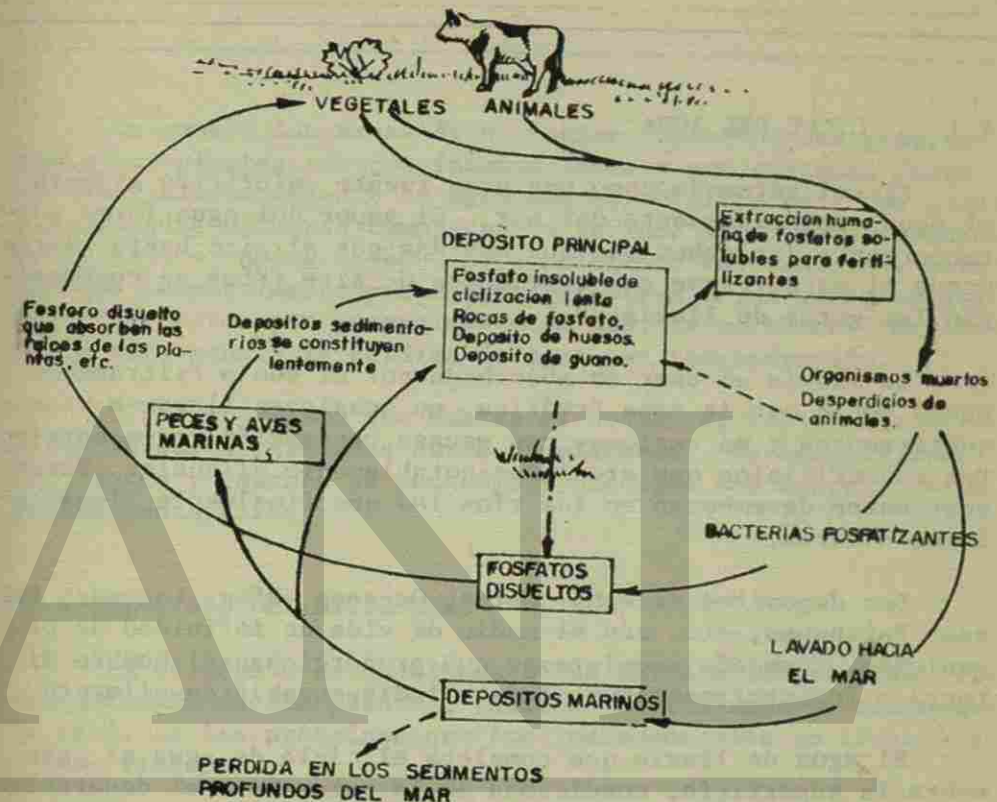 VEGETALES ANIMALES
Extraccion huma-
na de fosfatos so-
lubles para ferti-
lizantes
DEPOSITO PRINCIPAL
Fosfato insoluble de
ciclizacion lenta
Rocas de fosfato.
Deposito de huesos.
Deposito de guano.
Fosforo disuelto
que absorben las
raices de las pla-
ntas, etc.
Depositos sedimenta-
rios se constituyen
lentamente
PECES Y AVES
MARINAS
Organismos muertos
Desperdicios de
animales.
BACTERIAS FOSFATIZANTES
FOSFATOS
DISUELTOS
LAVADO HACIA
EL MAR
DEPOSITOS MARINOS
PERDIDA EN LOS SEDIMENTOS
PROFUNDOS DEL MAR
ANL